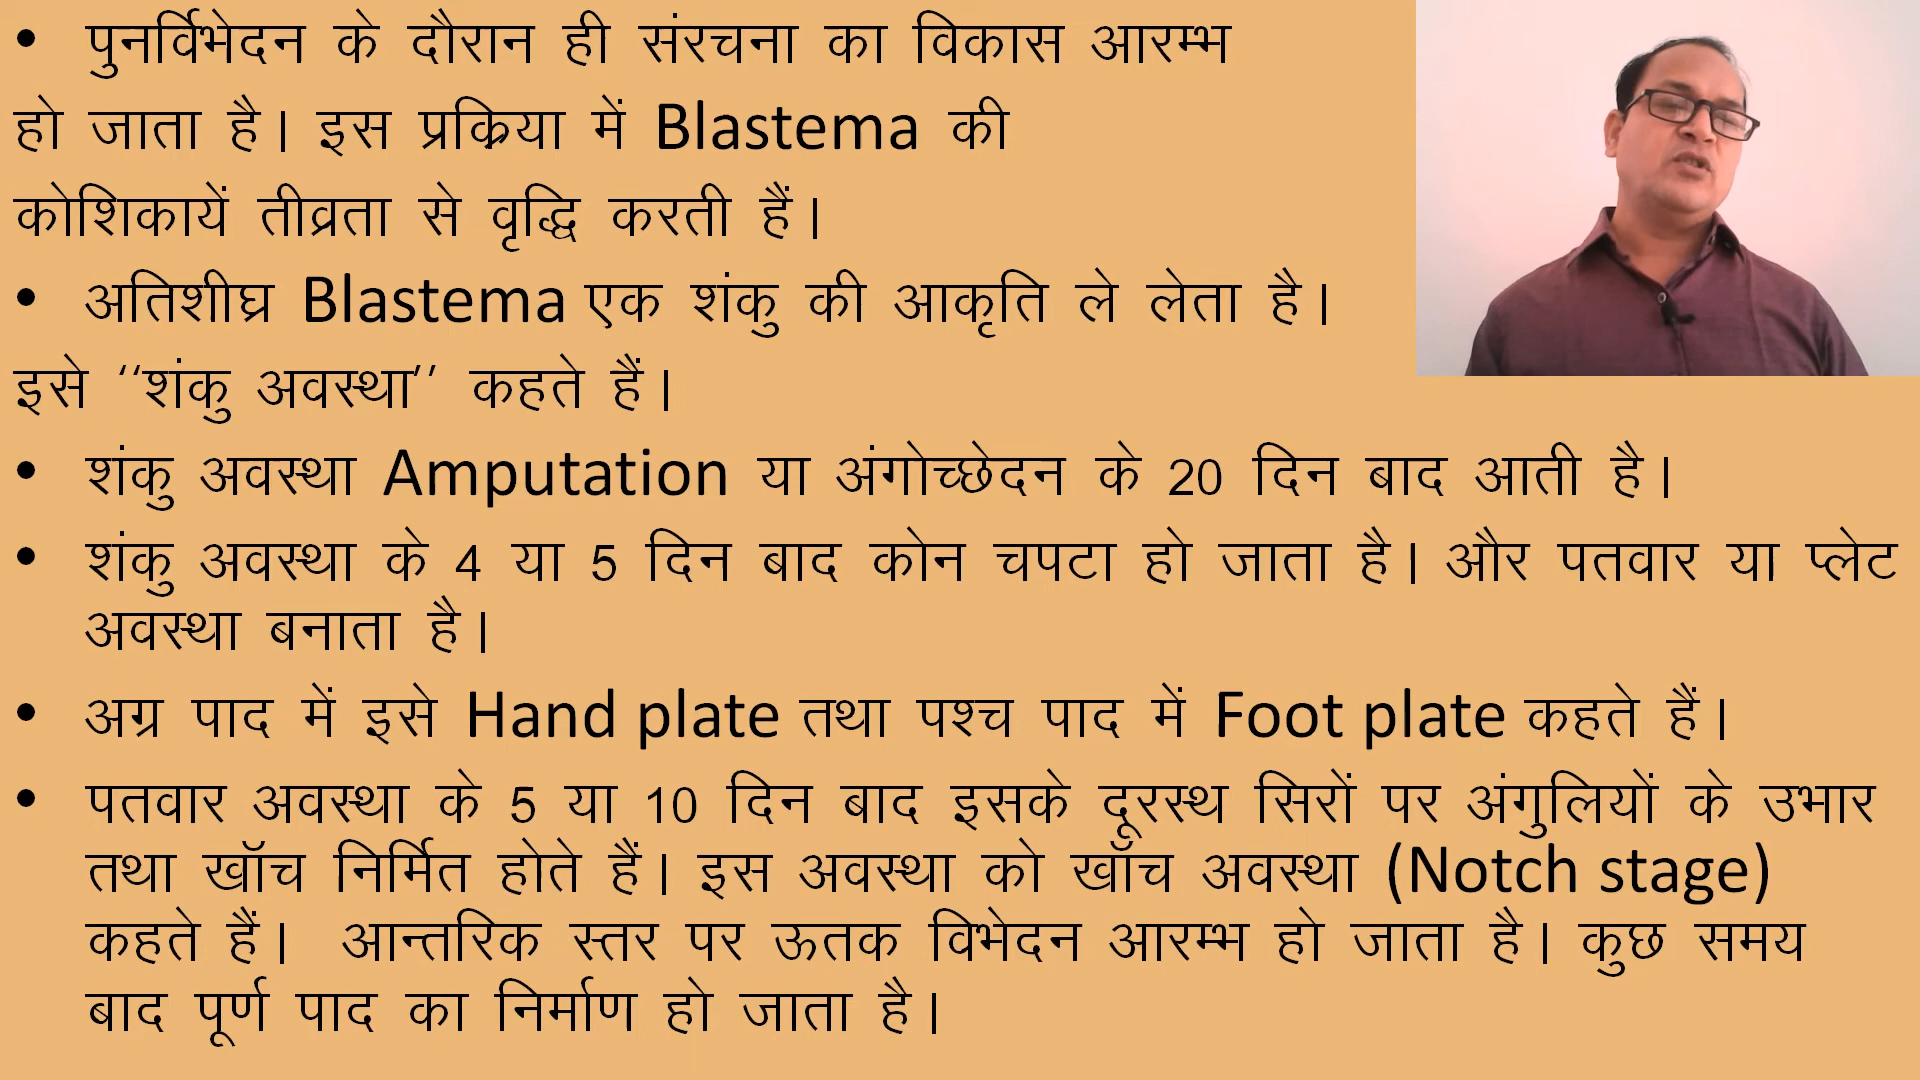 • पुनर्विभेदन के दौरान ही संरचना का विकास आरम्भ
हो जाता है। इस प्रक्रिया में Blastema की
कोशिकायें तीव्रता से वृद्धि करती हैं।
• अतिशीघ्र Blastema एक शंकु की आकृति ले लेता है।
इसे ‘‘शंकु अवस्था’’ कहते हैं।
• शंकु अवस्था Amputation या अंगोच्छेदन के 20 दिन बाद आती है।
• शंकु अवस्था के 4 या 5 दिन बाद कोन चपटा हो जाता है। और पतवार या प्लेट
अवस्था बनाता है।
• अग्र पाद में इसे Hand plate तथा पश्च पाद में Foot plate कहते हैं।
• पतवार अवस्था के 5 या 10 दिन बाद इसके दूरस्थ सिरों पर अंगुलियों के उभार
तथा खॉच निर्मित होते हैं। इस अवस्था को खाँच अवस्था (Notch stage)
कहते हैं। आन्तरिक स्तर पर ऊतक विभेदन आरम्भ हो जाता है। कुछ समय
बाद पूर्ण पाद का निर्माण हो जाता है।